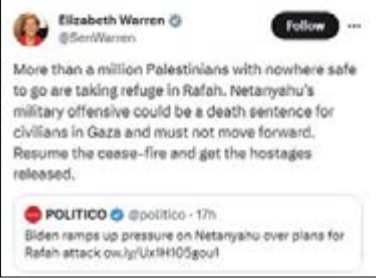 Elizabeth Warren
Follow
@SenWarren
More than a million Palestinians with nowhere safe
to go are taking refuge in Rafah. Netanyahu's
military offensive could be a death sentence for
civilians in Gaza and must not move forward.
Resume the cease-fire and get the hostages
released.
POLITICO @politico · 17h
Biden ramps up pressure on Netanyahu over plans for
Rafah attack